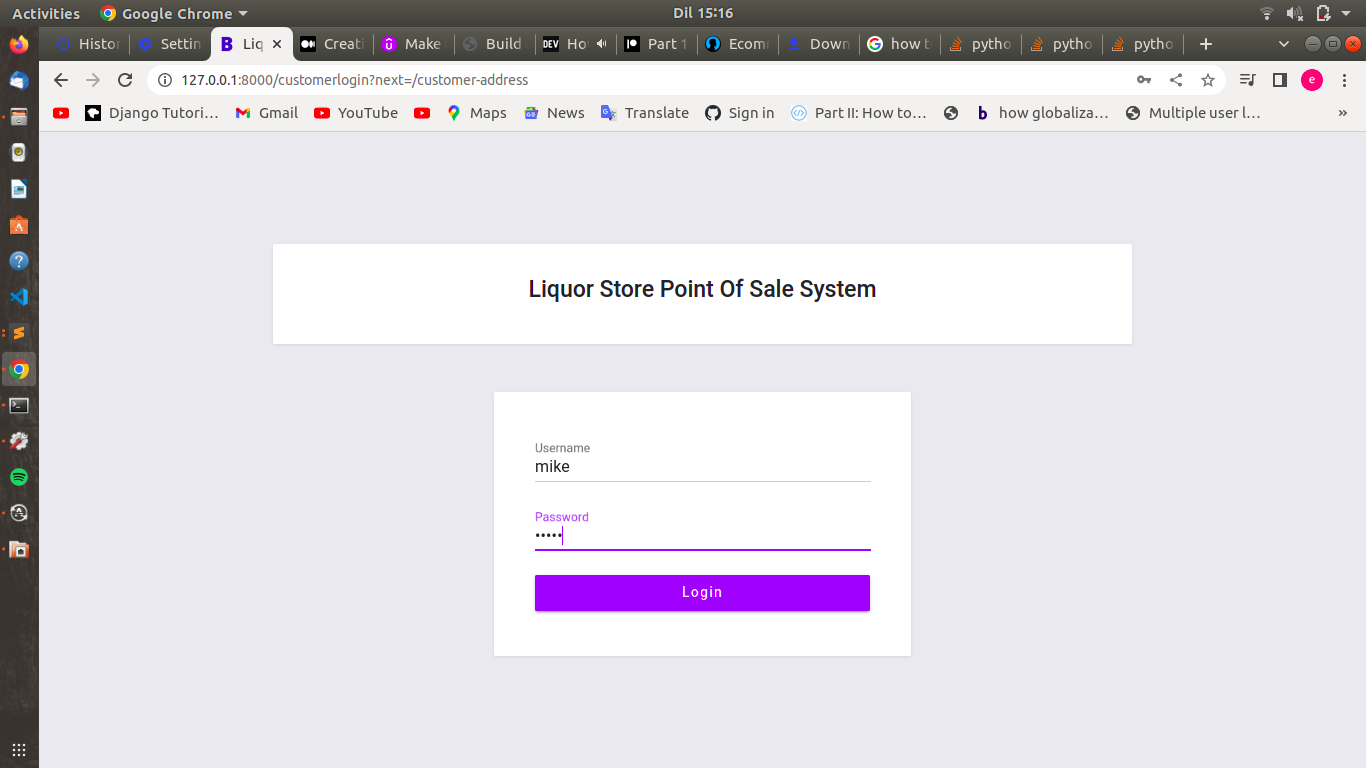 Activities Google Chrome Dil 15:16
Histor Settin Liq Creati Make Build DEV Ho Part 1 Ecom Down how t pytho pytho pytho
127.0.0.1:8000/customerlogin?next=/customer-address e
Django Tutori… Gmail YouTube Maps News Translate Sign in Part II: How to… b how globaliza… Multiple user l… »
Liquor Store Point Of Sale System
Username
mike
Password
•••••
Login